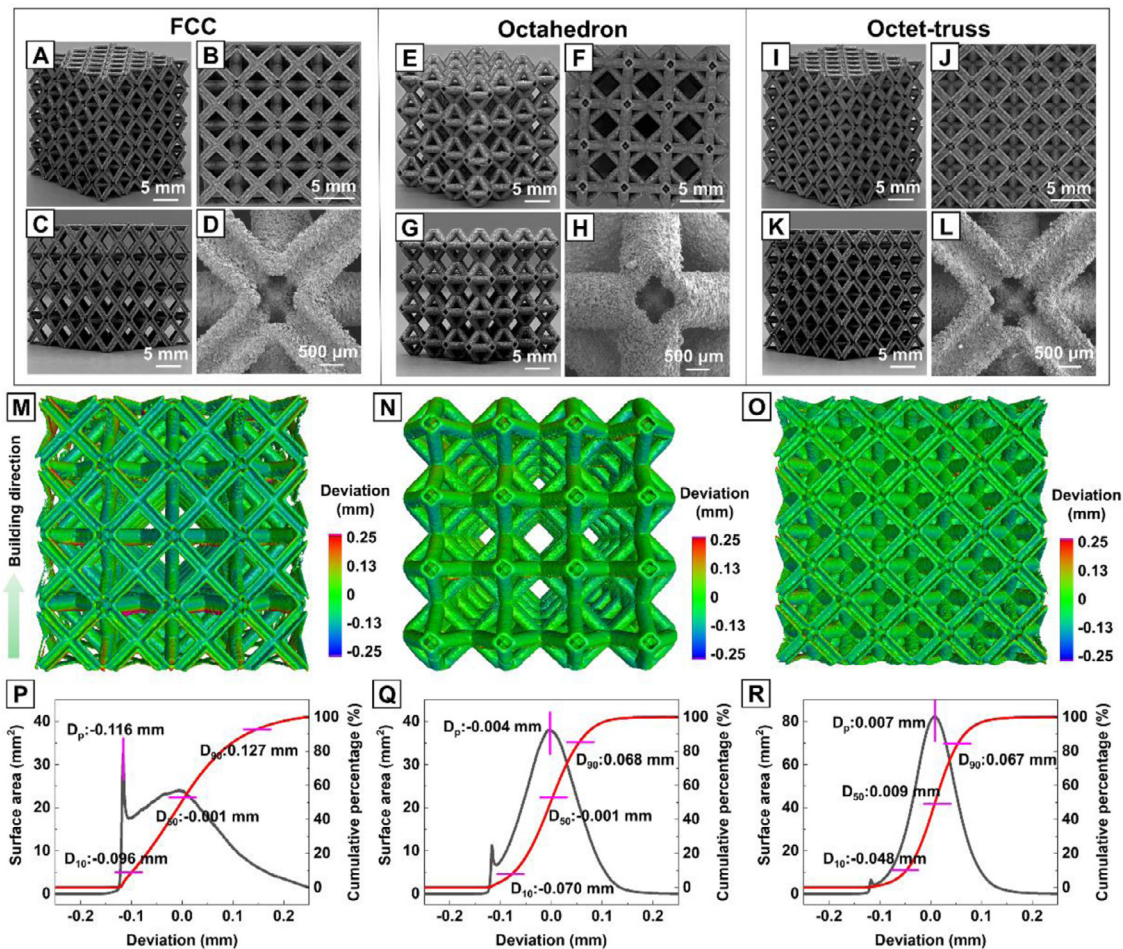 FCC
Octahedron
Octet-truss
A
B
E
F
I
J
5 mm
5 mm
5 mm
5 mm
5 mm
5 mm
C
D
G
H
K
L
5 mm
500 µm
5 mm
500 µm
5 mm
500 µm
M
N
O
Building direction
Deviation
(mm)
0.25
0.13
0
-0.13
-0.25
Deviation
(mm)
0.25
0.13
0
-0.13
-0.25
Deviation
(mm)
0.25
0.13
0
-0.13
-0.25
P
Surface area (mm²)
40
30
20
10
0
Dp:-0.116 mm
D90:0.127 mm
D50:-0.001 mm
D10:-0.096 mm
100
80
60
40
20
0
Cumulative percentage (%)
-0.2 -0.1 0.0 0.1 0.2
Deviation (mm)
Q
Surface area (mm²)
40
30
20
10
0
Dp:-0.004 mm
D90:0.068 mm
D50:-0.001 mm
D10:-0.070 mm
100
80
60
40
20
0
Cumulative percentage (%)
-0.2 -0.1 0.0 0.1 0.2
Deviation (mm)
R
Surface area (mm²)
80
60
40
20
0
Dp:0.007 mm
D90:0.067 mm
D50:0.009 mm
D10:-0.048 mm
100
80
60
40
20
0
Cumulative percentage (%)
-0.2 -0.1 0.0 0.1 0.2
Deviation (mm)